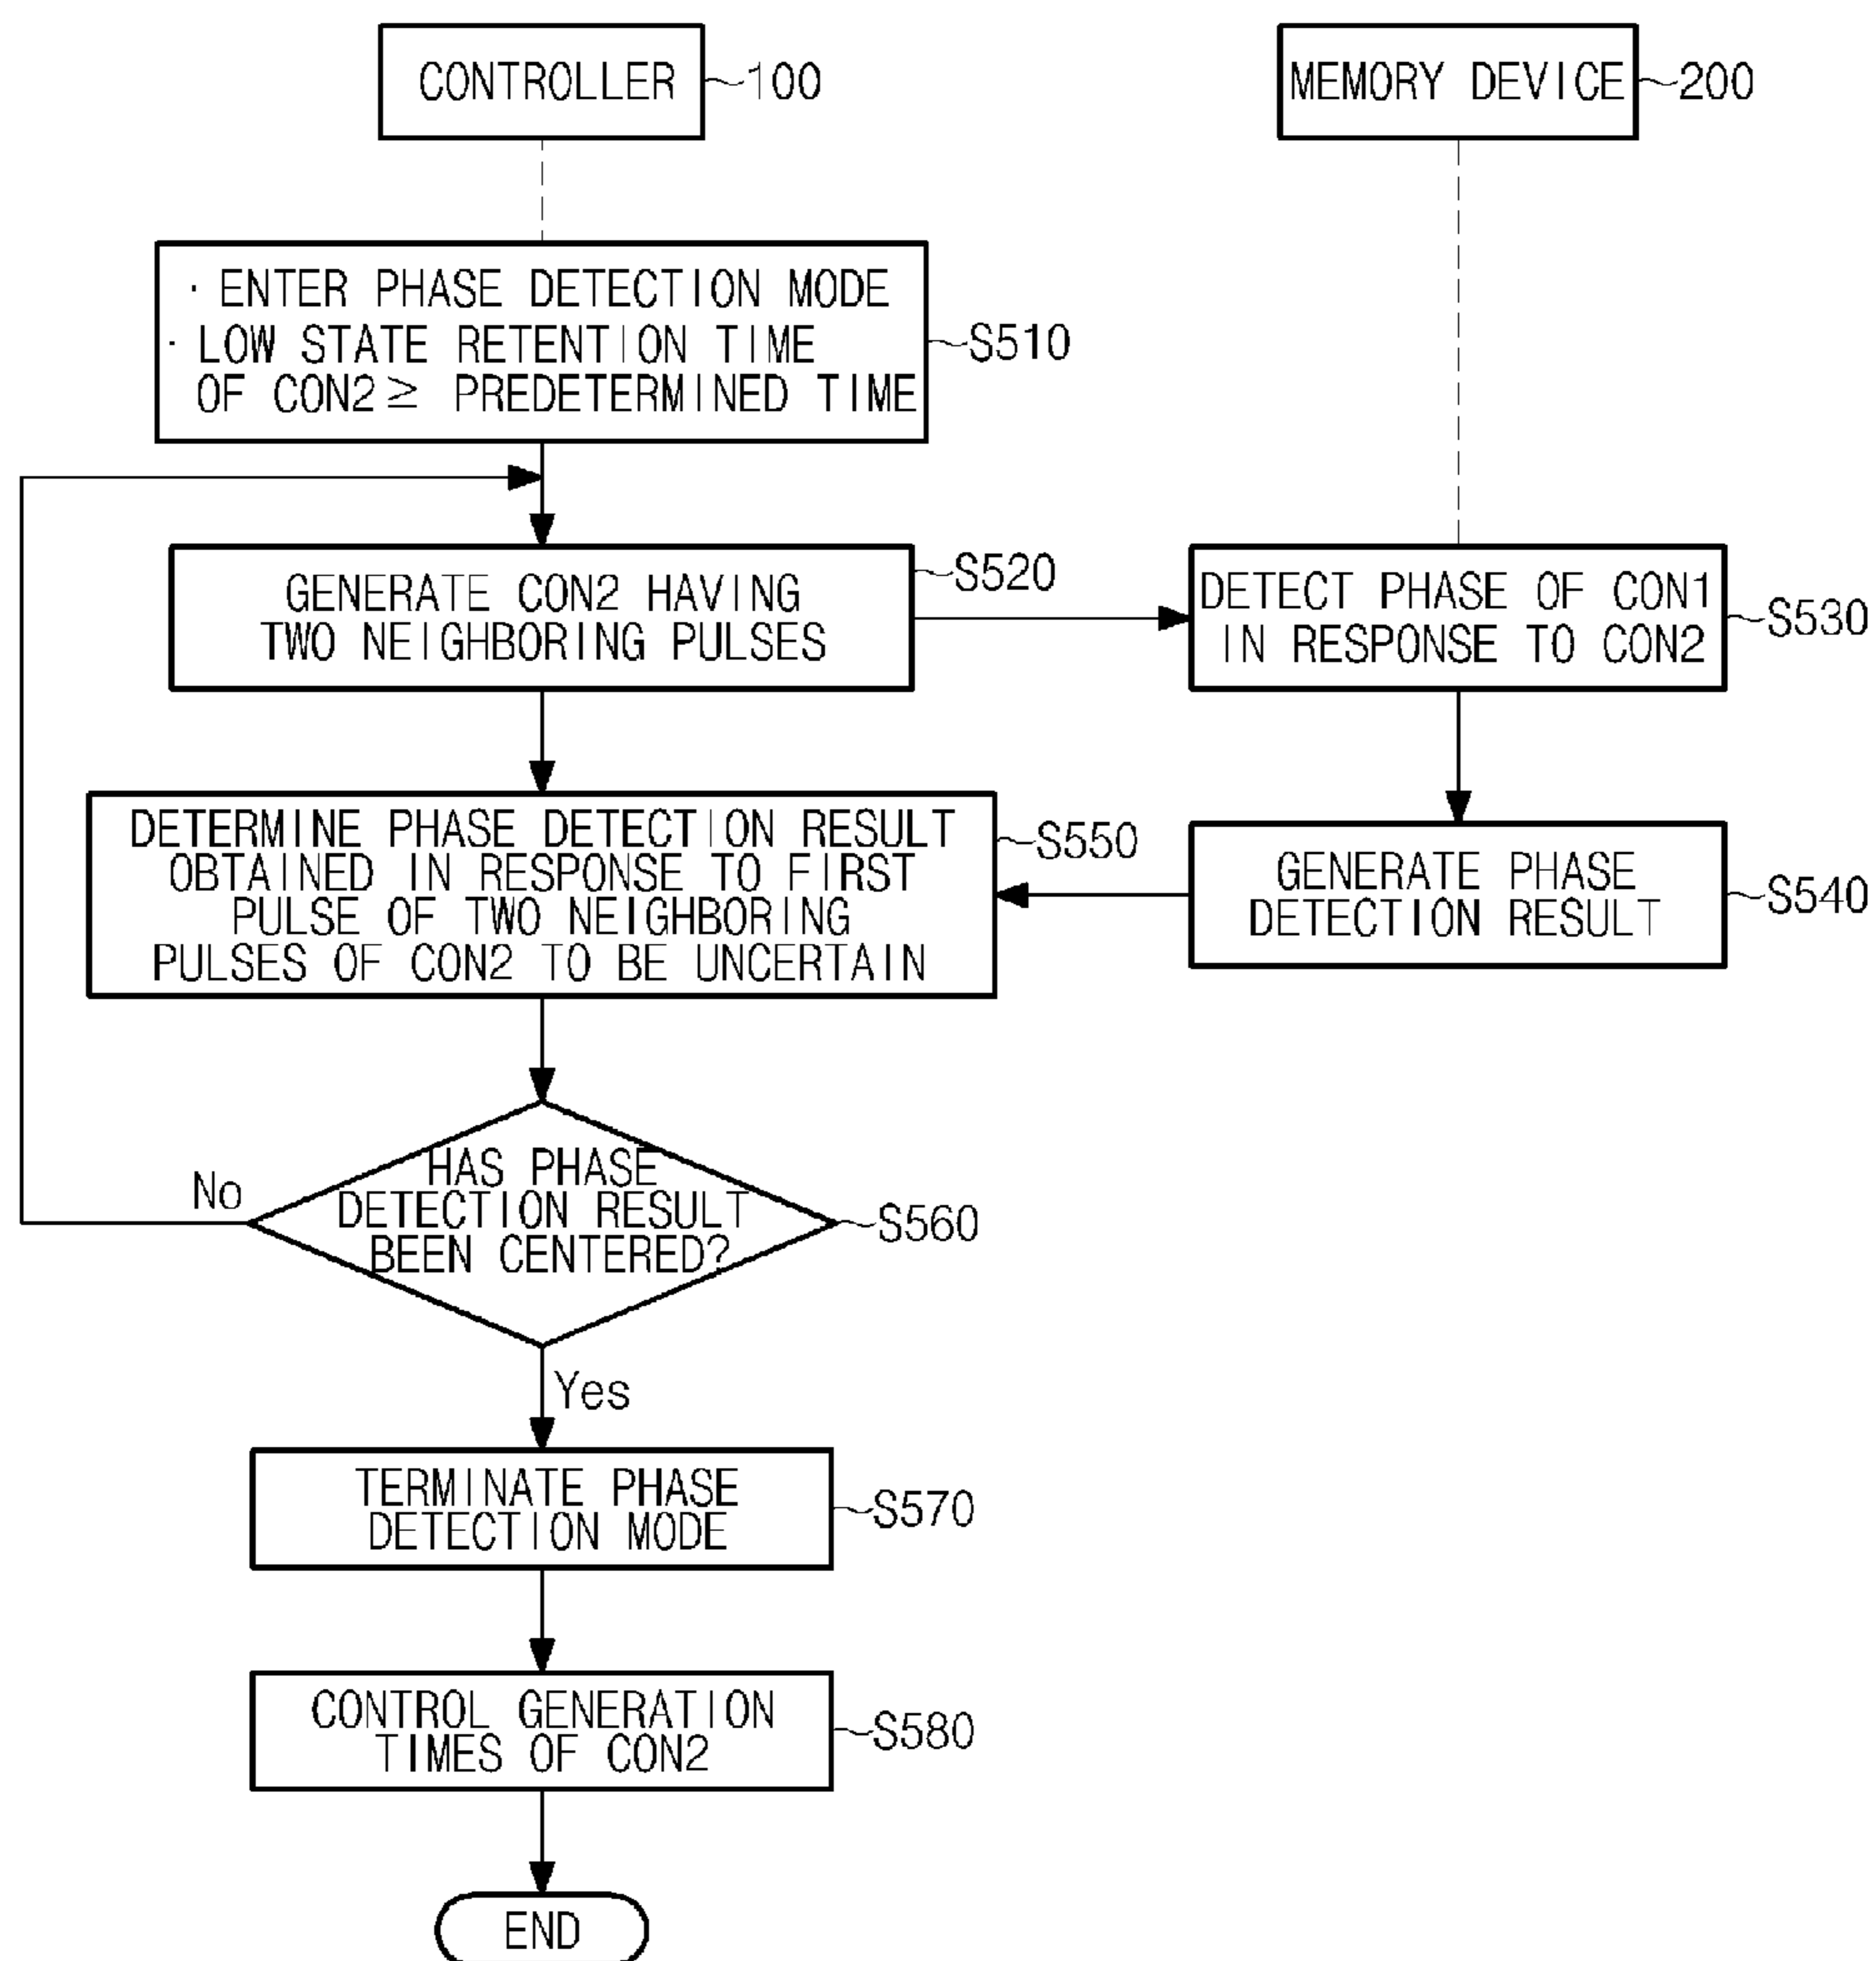 CONTROLLER
100
MEMORY DEVICE
200
· ENTER PHASE DETECTION MODE
· LOW STATE RETENTION TIME
OF CON2 ≥ PREDETERMINED TIME
S510
GENERATE CON2 HAVING
TWO NEIGHBORING PULSES
S520
DETECT PHASE OF CON1
IN RESPONSE TO CON2
S530
DETERMINE PHASE DETECTION RESULT
OBTAINED IN RESPONSE TO FIRST
PULSE OF TWO NEIGHBORING
PULSES OF CON2 TO BE UNCERTAIN
S550
GENERATE PHASE
DETECTION RESULT
S540
HAS PHASE
DETECTION RESULT
BEEN CENTERED?
S560
No
Yes
TERMINATE PHASE
DETECTION MODE
S570
CONTROL GENERATION
TIMES OF CON2
S580
END